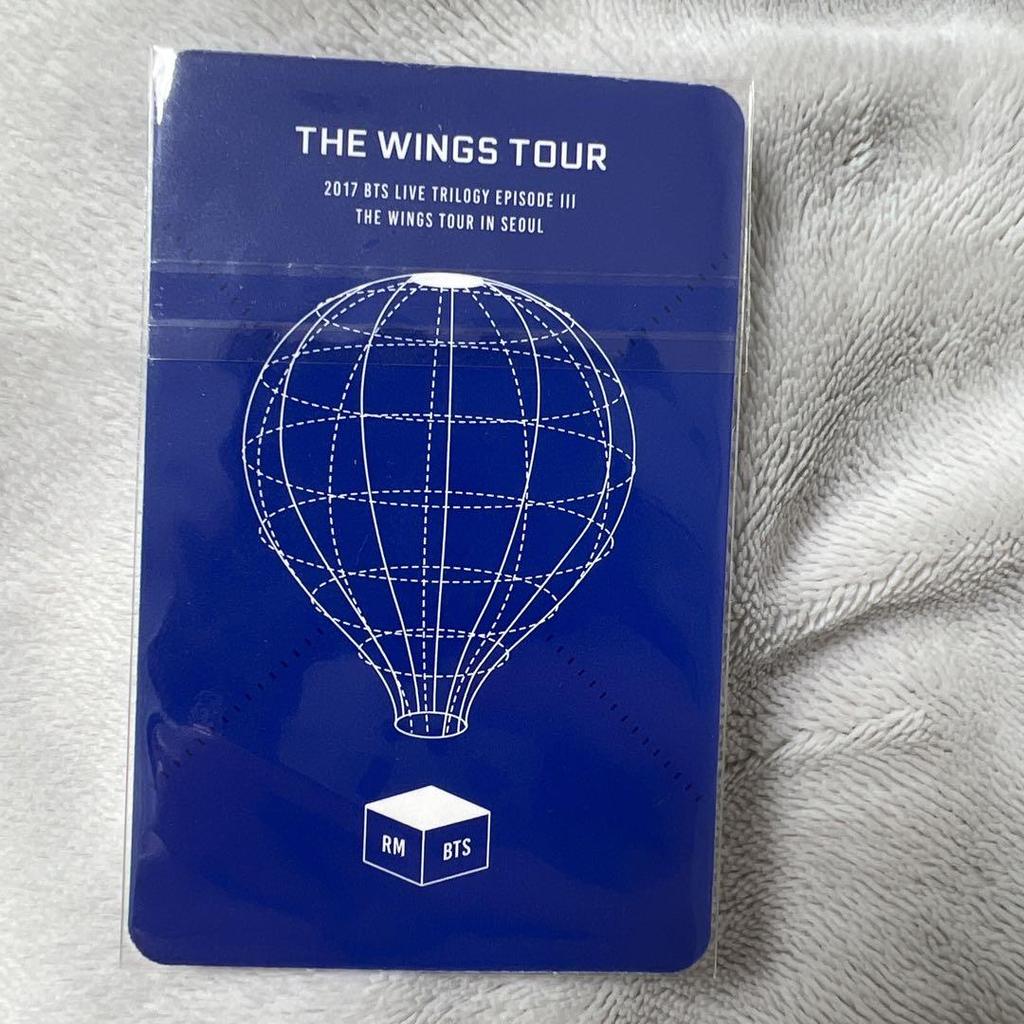 THE WINGS TOUR
2017 BTS LIVE TRILOGY EPISODE III
THE WINGS TOUR IN SEOUL
RM BTS